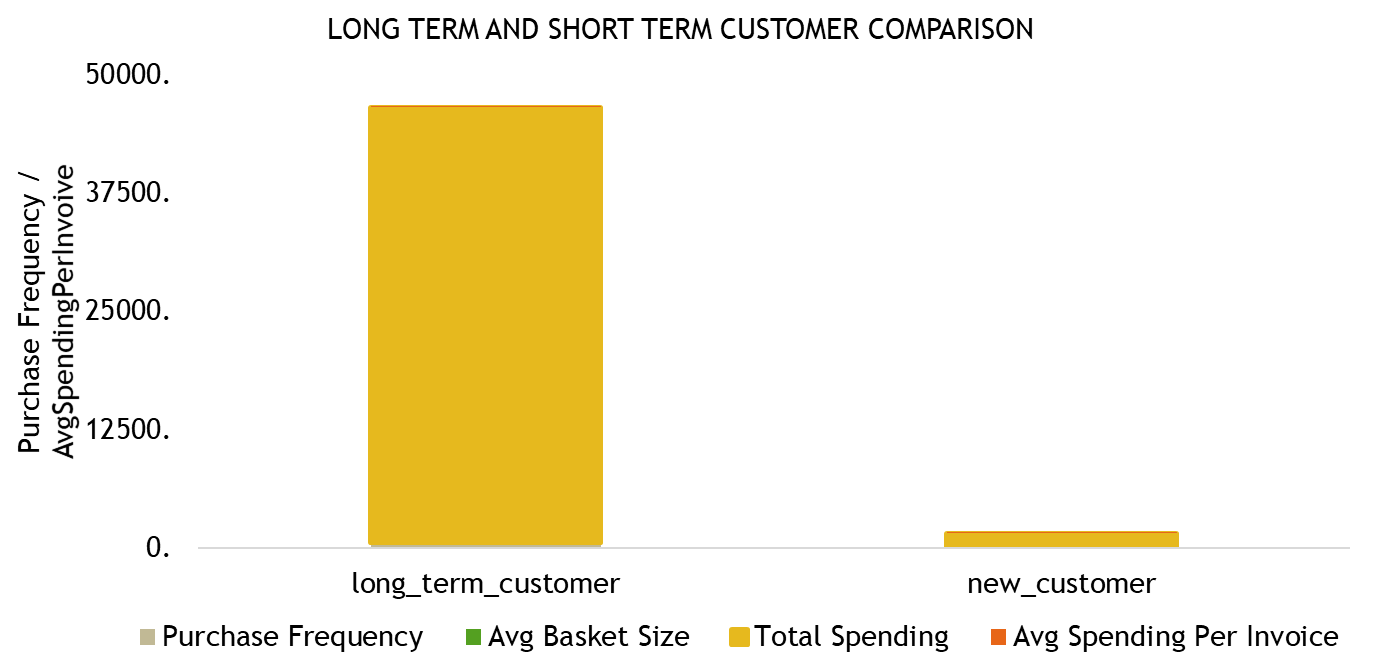 LONG TERM AND SHORT TERM CUSTOMER COMPARISON
50000.
37500.
25000.
12500.
0.
Purchase Frequency /
AvgSpendingPerInvoive
long_term_customer
new_customer
Purchase Frequency
Avg Basket Size
Total Spending
Avg Spending Per Invoice